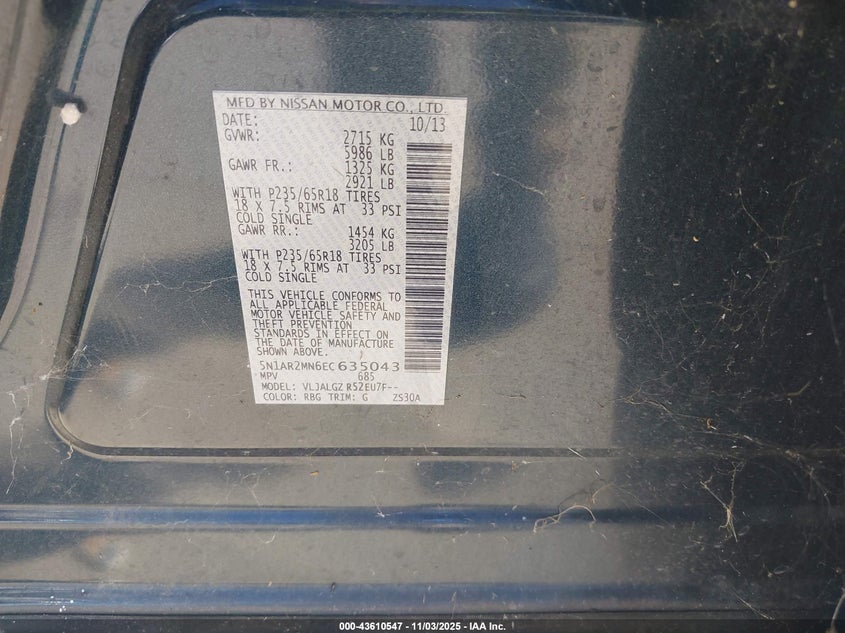 MFD BY NISSAN MOTOR CO., LTD.
DATE: 10/13
GVWR: 2715 KG
5986 LB
GAWR FR.: 1325 KG
2921 LB
WITH P235/65R18 TIRES
18 X 7.5 RIMS AT 33 PSI
COLD SINGLE
GAWR RR.: 1454 KG
3205 LB
WITH P235/65R18 TIRES
18 X 7.5 RIMS AT 33 PSI
COLD SINGLE
THIS VEHICLE CONFORMS TO
ALL APPLICABLE FEDERAL
MOTOR VEHICLE SAFETY AND
THEFT PREVENTION
STANDARDS IN EFFECT ON
THE DATE OF MANUFACTURE
SHOWN ABOVE.
5N1AR2MN6EC 635043
MPV 685
MODEL: VLJALGZ R52EU7F--
COLOR: RBG TRIM: G ZS30A
000-43610547 - 11/03/2025 - IAA Inc.